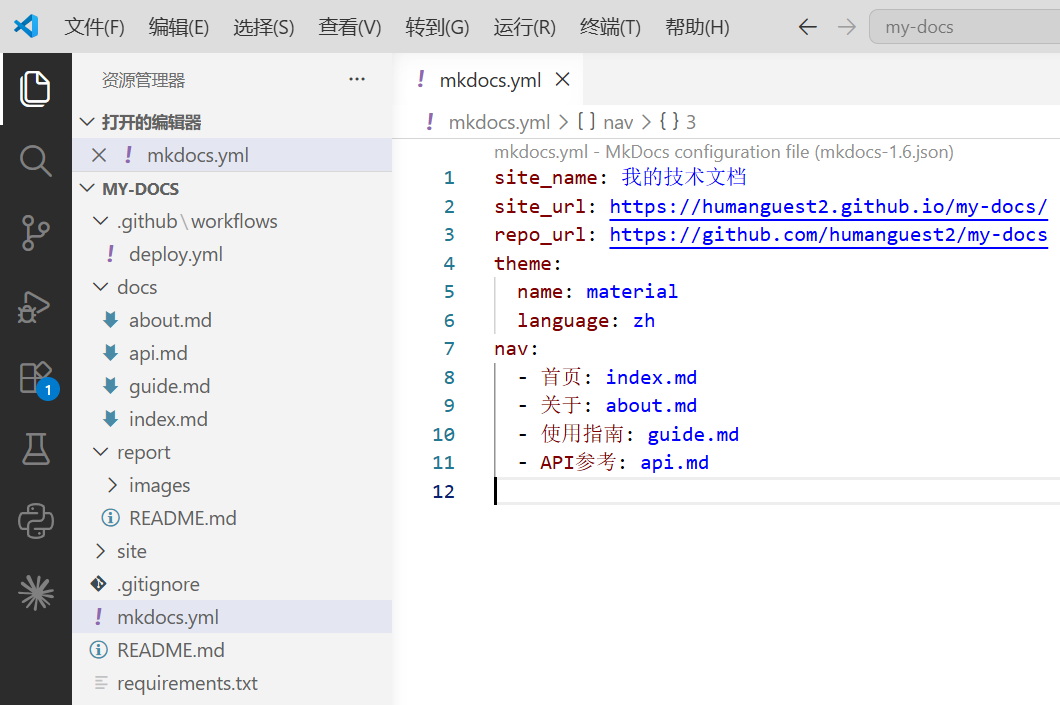 文件(F) 编辑(E) 选择(S) 查看(V) 转到(G) 运行(R) 终端(T) 帮助(H) my-docs
资源管理器
打开的编辑器
mkdocs.yml
MY-DOCS
.github\workflows
deploy.yml
docs
about.md
api.md
guide.md
index.md
report
images
README.md
site
.gitignore
mkdocs.yml
README.md
requirements.txt
1
mkdocs.yml
mkdocs.yml > [ ] nav > { } 3
mkdocs.yml - MkDocs configuration file (mkdocs-1.6.json)
1 site_name: 我的技术文档
2 site_url: https://humanguest2.github.io/my-docs/
3 repo_url: https://github.com/humanguest2/my-docs
4 theme:
5   name: material
6   language: zh
7 nav:
8   - 首页: index.md
9   - 关于: about.md
10   - 使用指南: guide.md
11   - API参考: api.md
12